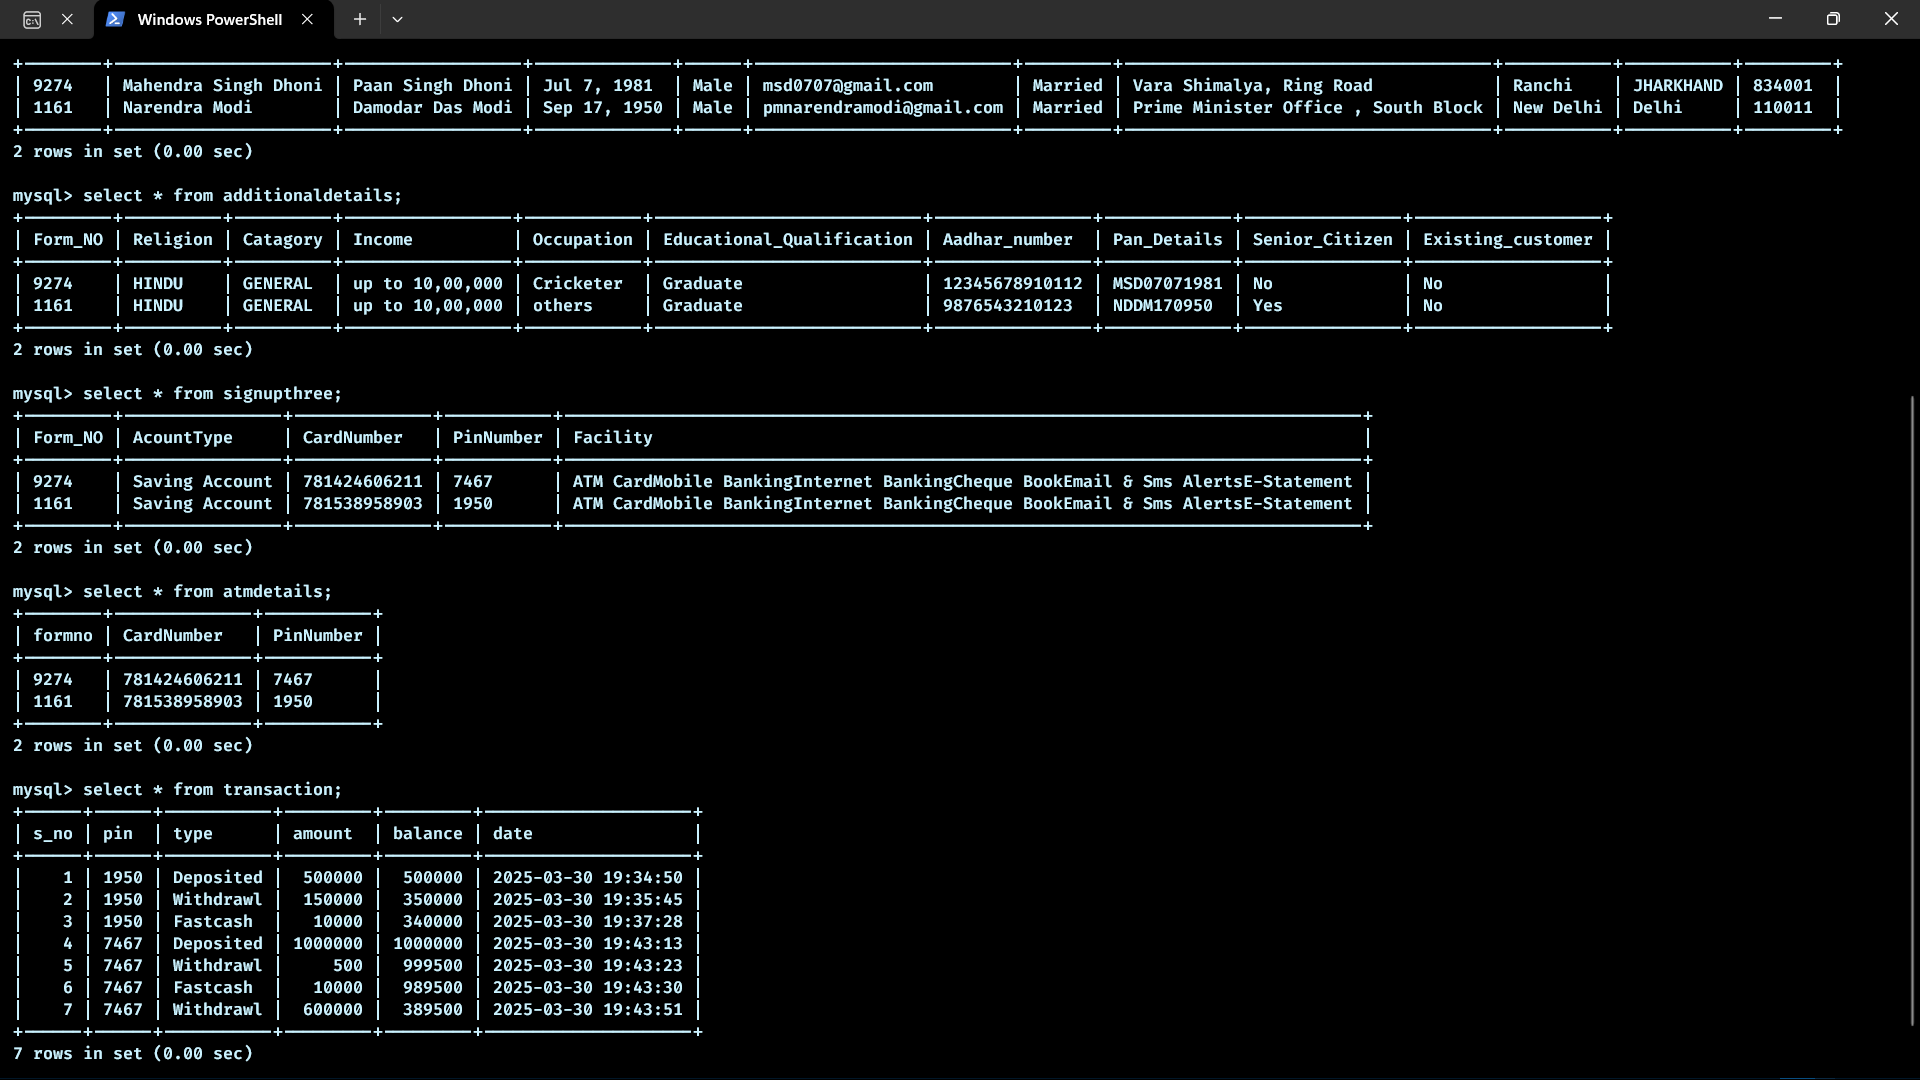 Windows PowerShell
| 9274 | Mahendra Singh Dhoni | Paan Singh Dhoni | Jul 7, 1981 | Male | msd0707@gmail.com | Married | Vara Shimalya, Ring Road | Ranchi | JHARKHAND | 834001 |
| 1161 | Narendra Modi | Damodar Das Modi | Sep 17, 1950 | Male | pmnarendramodi@gmail.com | Married | Prime Minister Office , South Block | New Delhi | Delhi | 110011 |
2 rows in set (0.00 sec)
mysql> select * from additionaldetails;
| Form_NO | Religion | Catagory | Income | Occupation | Educational_Qualification | Aadhar_number | Pan_Details | Senior_Citizen | Existing_customer |
| 9274 | HINDU | GENERAL | up to 10,00,000 | Cricketer | Graduate | 12345678910112 | MSD07071981 | No | No |
| 1161 | HINDU | GENERAL | up to 10,00,000 | others | Graduate | 9876543210123 | NDDM170950 | Yes | No |
2 rows in set (0.00 sec)
mysql> select * from signupthree;
| Form_NO | AcountType | CardNumber | PinNumber | Facility |
| 9274 | Saving Account | 781424606211 | 7467 | ATM CardMobile BankingInternet BankingCheque BookEmail & Sms AlertsE-Statement |
| 1161 | Saving Account | 781538958903 | 1950 | ATM CardMobile BankingInternet BankingCheque BookEmail & Sms AlertsE-Statement |
2 rows in set (0.00 sec)
mysql> select * from atmdetails;
| formno | CardNumber | PinNumber |
| 9274 | 781424606211 | 7467 |
| 1161 | 781538958903 | 1950 |
2 rows in set (0.00 sec)
mysql> select * from transaction;
| s_no | pin | type | amount | balance | date |
| 1 | 1950 | Deposited | 500000 | 500000 | 2025-03-30 19:34:50 |
| 2 | 1950 | Withdrawl | 150000 | 350000 | 2025-03-30 19:35:45 |
| 3 | 1950 | Fastcash | 10000 | 340000 | 2025-03-30 19:37:28 |
| 4 | 7467 | Deposited | 1000000 | 1000000 | 2025-03-30 19:43:13 |
| 5 | 7467 | Withdrawl | 500 | 999500 | 2025-03-30 19:43:23 |
| 6 | 7467 | Fastcash | 10000 | 989500 | 2025-03-30 19:43:30 |
| 7 | 7467 | Withdrawl | 600000 | 389500 | 2025-03-30 19:43:51 |
7 rows in set (0.00 sec)